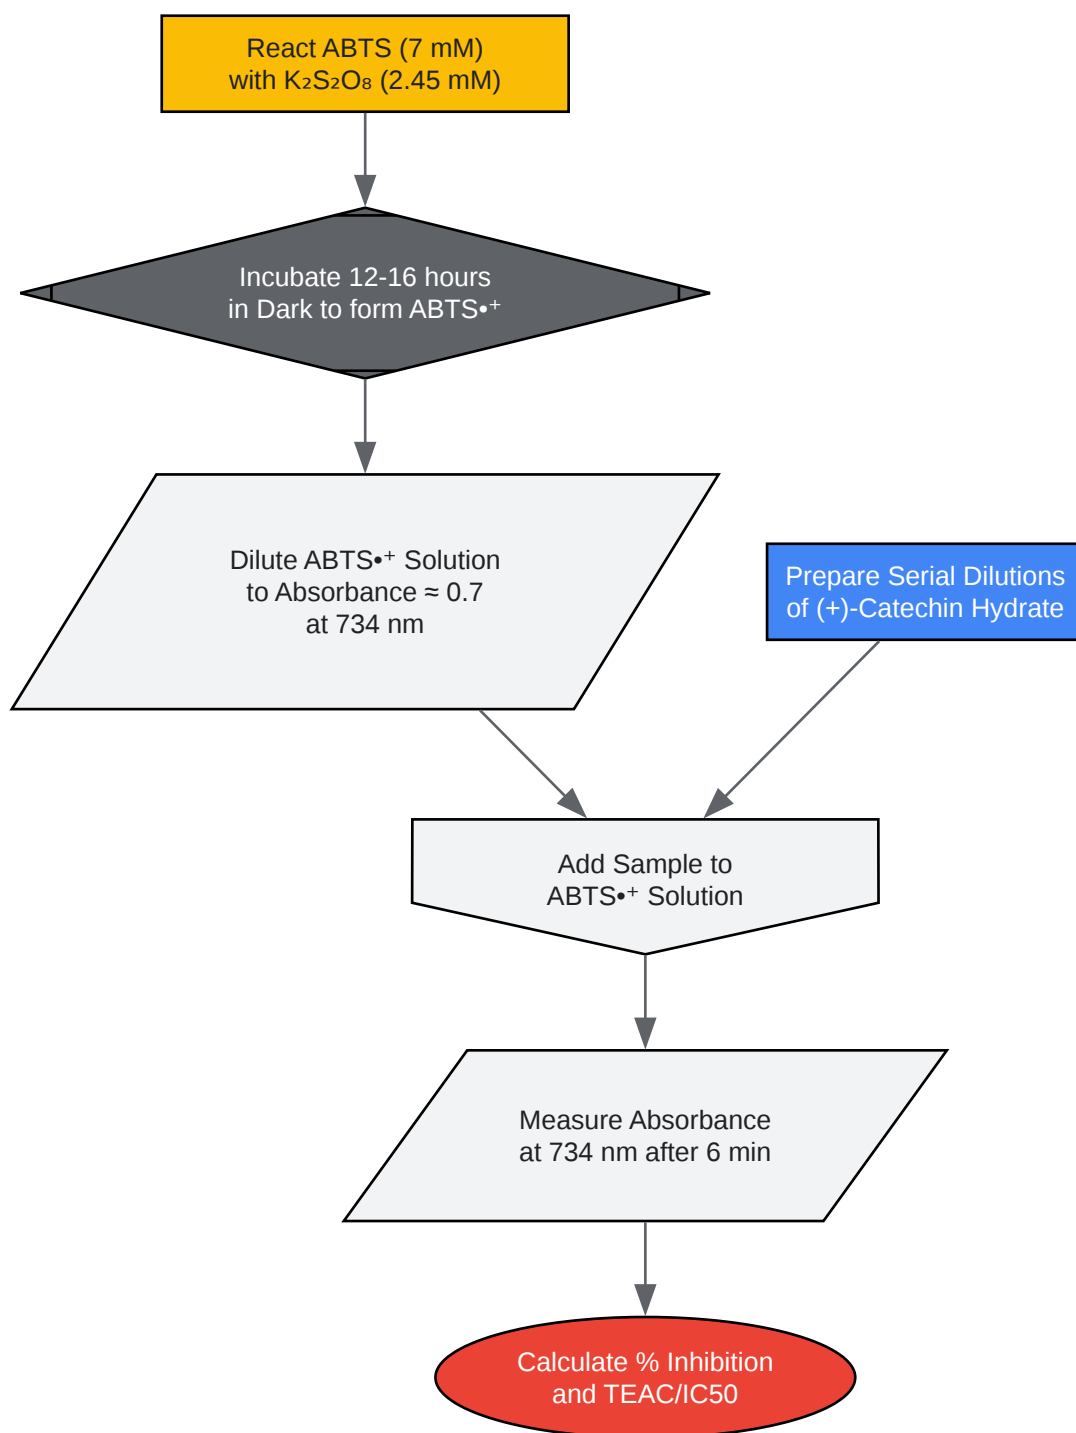 React ABTS (7 mM)
with K₂S₂O₈ (2.45 mM)
Incubate 12-16 hours
in Dark to form ABTS•⁺
Dilute ABTS•⁺ Solution
to Absorbance ≈ 0.7
at 734 nm
Prepare Serial Dilutions
of (+)-Catechin Hydrate
Add Sample to
ABTS•⁺ Solution
Measure Absorbance
at 734 nm after 6 min
Calculate % Inhibition
and TEAC/IC50